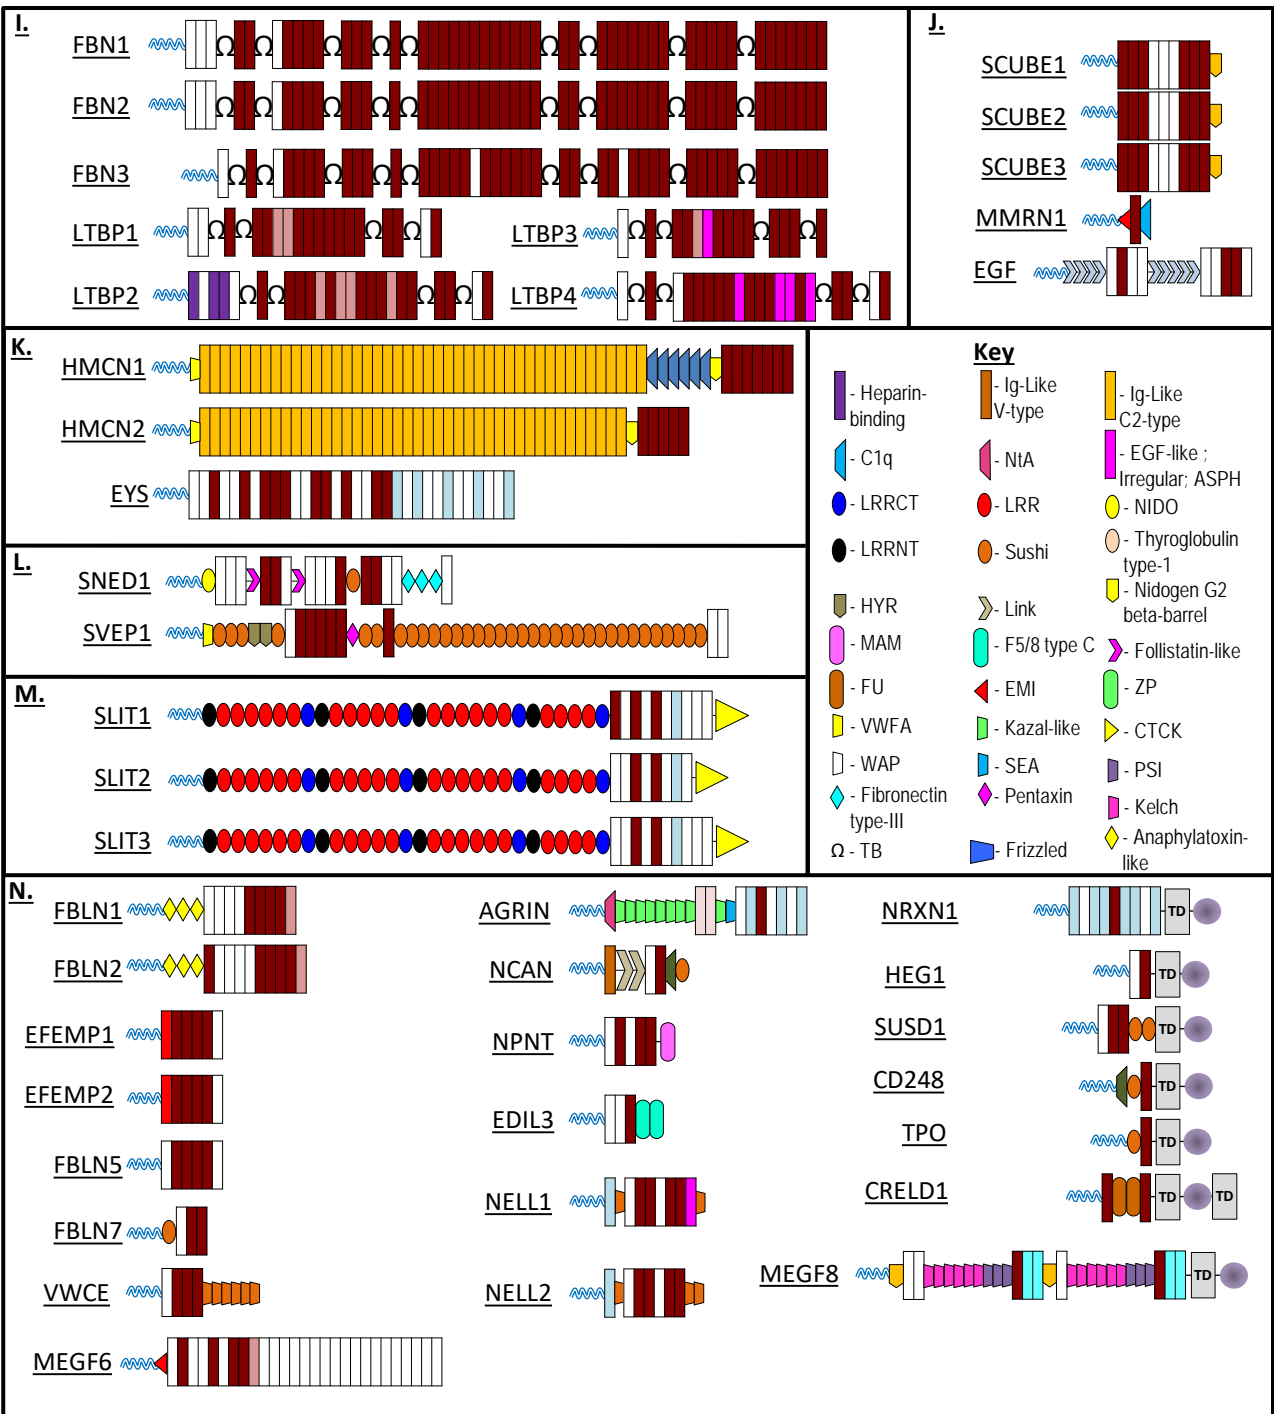 I.
FBN1
Ω Ω Ω Ω Ω Ω Ω Ω Ω
FBN2
Ω Ω Ω Ω Ω Ω Ω Ω Ω
FBN3
Ω Ω Ω Ω Ω Ω Ω Ω Ω
LTBP1
Ω Ω Ω Ω
LTBP3
Ω Ω Ω Ω
LTBP2
Ω Ω Ω Ω
LTBP4
Ω Ω Ω Ω
J.
SCUBE1
SCUBE2
SCUBE3
MMRN1
EGF
K.
HMCN1
HMCN2
EYS
L.
SNED1
SVEP1
M.
SLIT1
SLIT2
SLIT3
Key
- Heparin-
binding
- Ig-Like
V-type
- Ig-Like
C2-type
- C1q
- NtA
- EGF-like ;
Irregular; ASPH
- LRRCT
- LRR
- NIDO
- LRRNT
- Sushi
- Thyroglobulin
type-1
- HYR
- Link
- Nidogen G2
beta-barrel
- MAM
- F5/8 type C
- Follistatin-like
- FU
- EMI
- ZP
- VWFA
- Kazal-like
- CTCK
- WAP
- SEA
- PSI
- Fibronectin
type-III
- Pentaxin
- Kelch
Ω - TB
- Frizzled
- Anaphylatoxin-
like
N.
FBLN1
FBLN2
EFEMP1
EFEMP2
FBLN5
FBLN7
VWCE
MEGF6
AGRIN
NCAN
NPNT
EDIL3
NELL1
NELL2
NRXN1
TD
HEG1
TD
SUSD1
TD
CD248
TD
TPO
TD
CRELD1
TD TD
MEGF8
TD